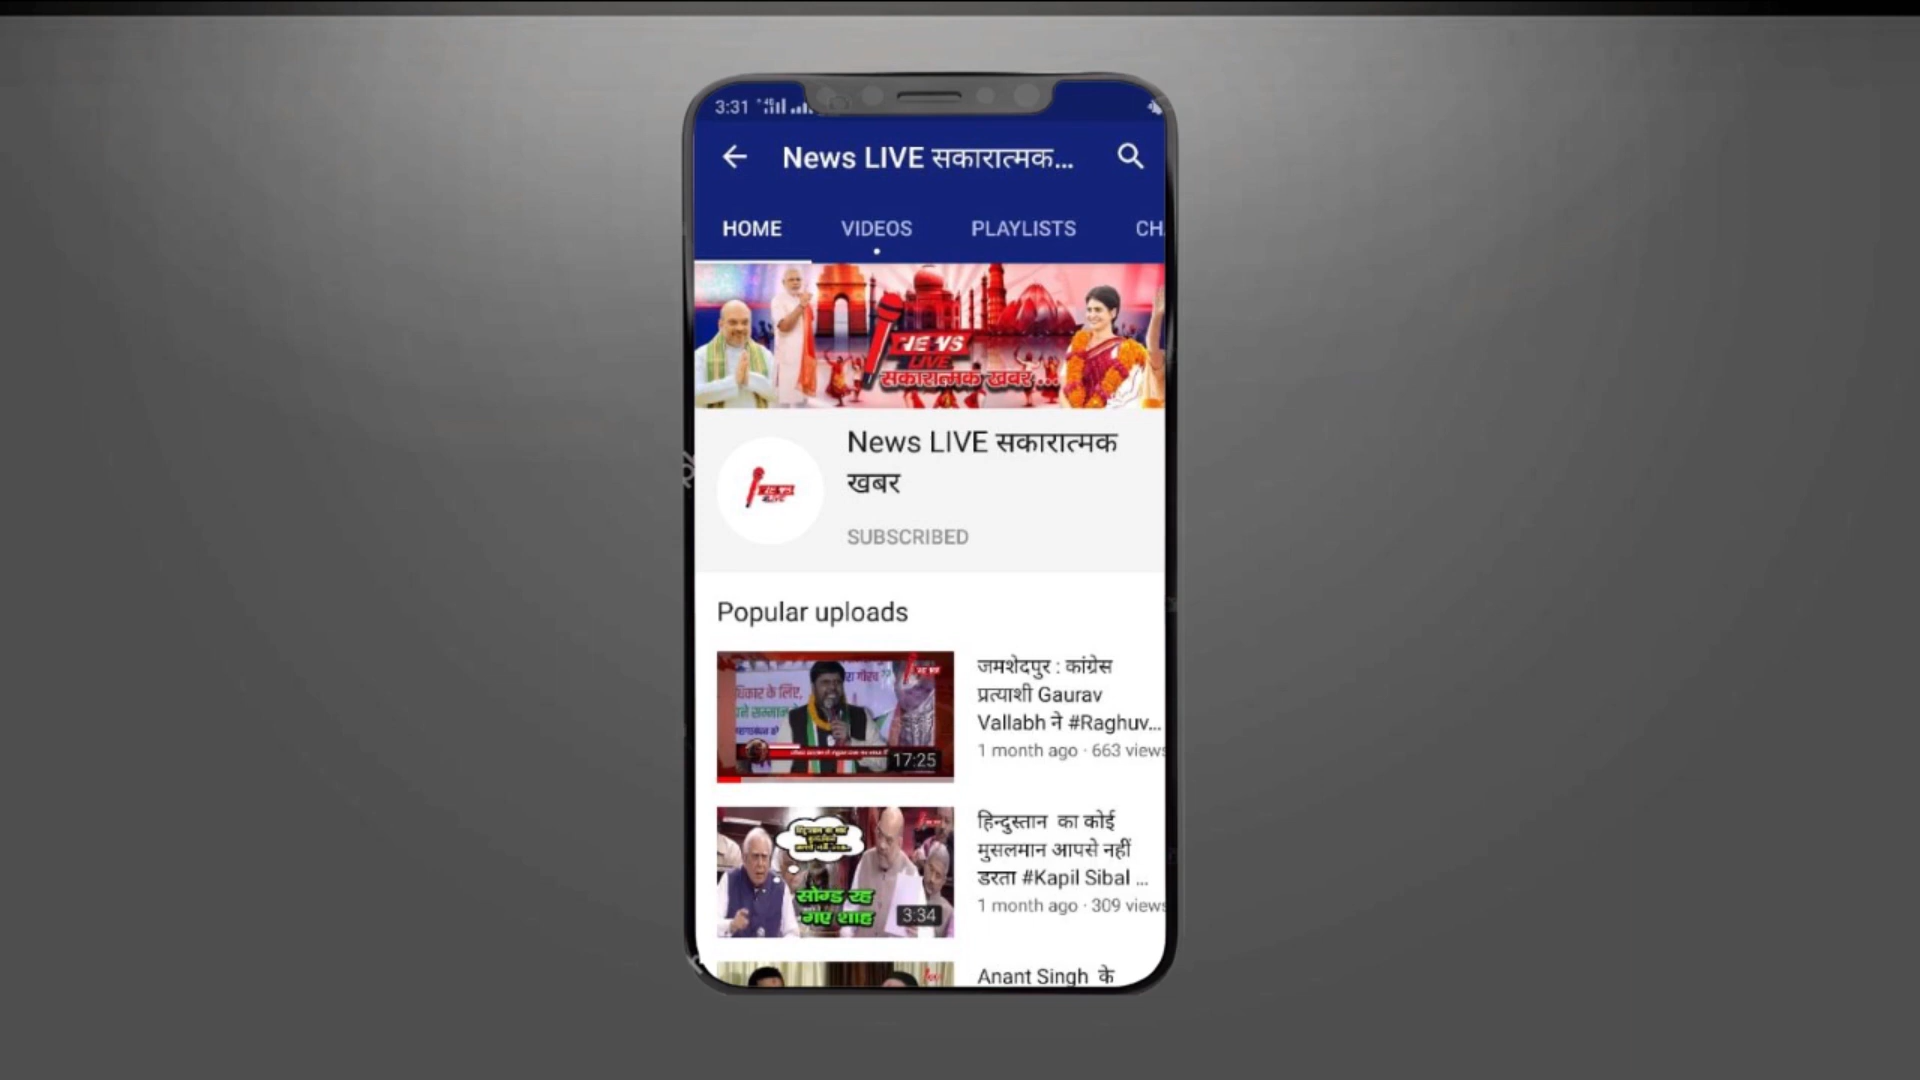 3:31
News LIVE सकारात्मक...
HOME VIDEOS PLAYLISTS CH
NEWS
LIVE
सकारात्मक खबर...
News LIVE सकारात्मक
खबर
SUBSCRIBED
Popular uploads
जमशेदपुर : कांग्रेस
प्रत्याशी Gaurav
Vallabh ने #Raghuv...
1 month ago · 663 views
17:25
हिन्दुस्तान का कोई
मुसलमान आपसे नहीं
डरता #Kapil Sibal ...
1 month ago · 309 views
गए शाह
3:34
Anant Singh के